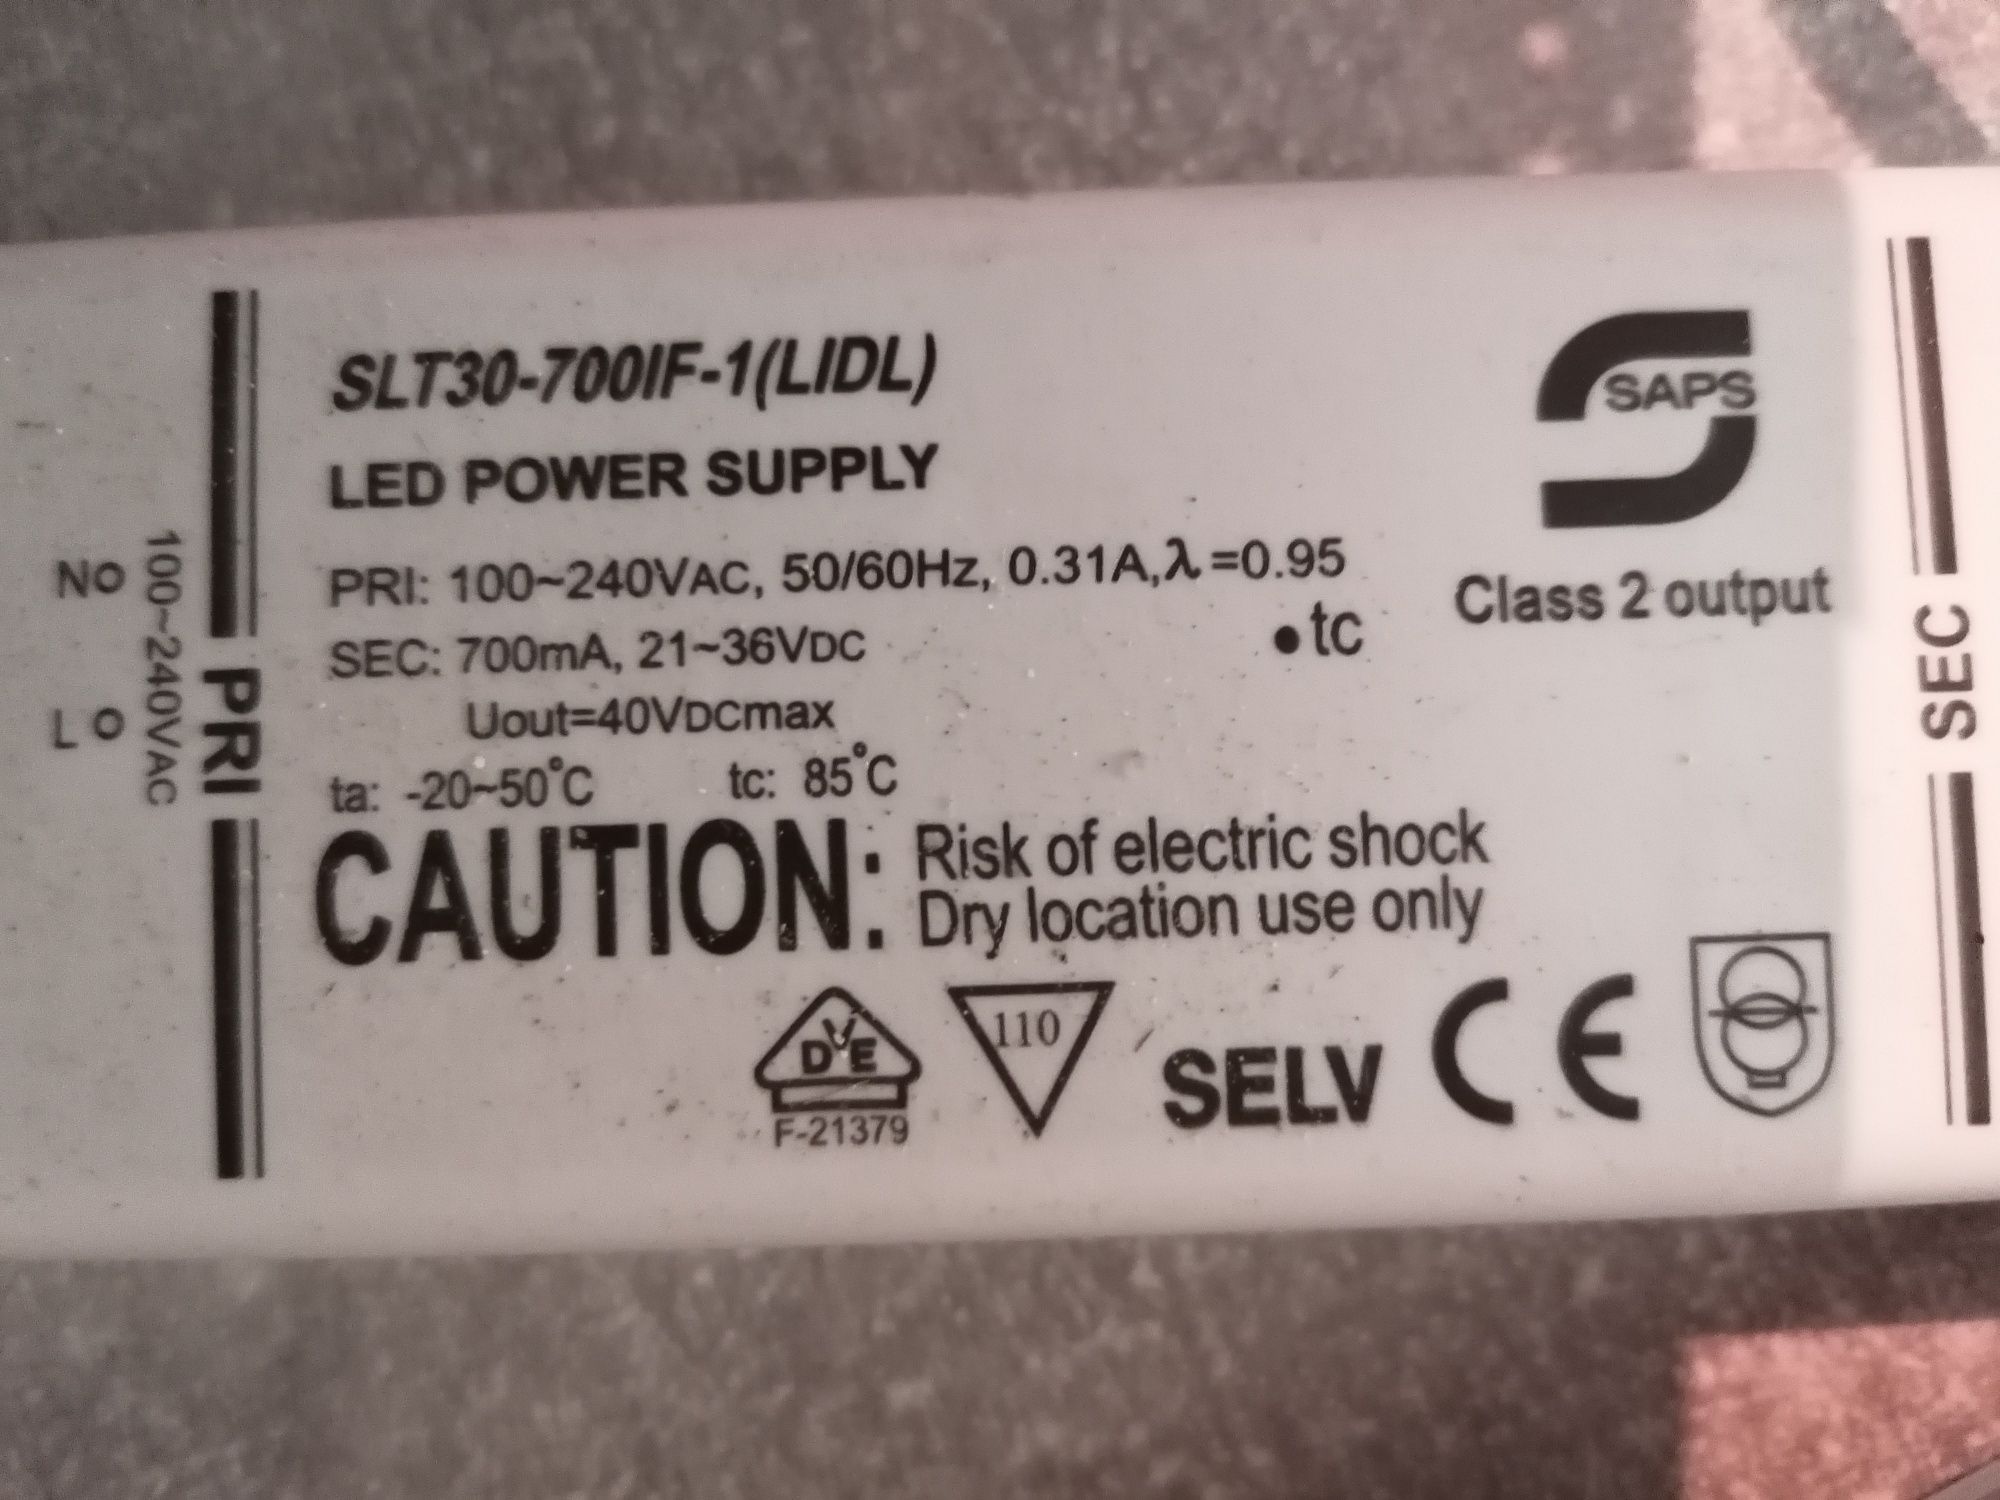 SLT30-700IF-1(LIDL)
LED POWER SUPPLY
PRI: 100~240VAC, 50/60Hz, 0.31A,λ=0.95
SEC: 700mA, 21~36VDC
Uout=40VDCmax
ta: -20~50°C tc: 85°C
•tc
SAPS
Class 2 output
CAUTION: Risk of electric shock
Dry location use only
DVE
F-21379
110
SELV CE
N
L
100~240VAC
PRI
SEC